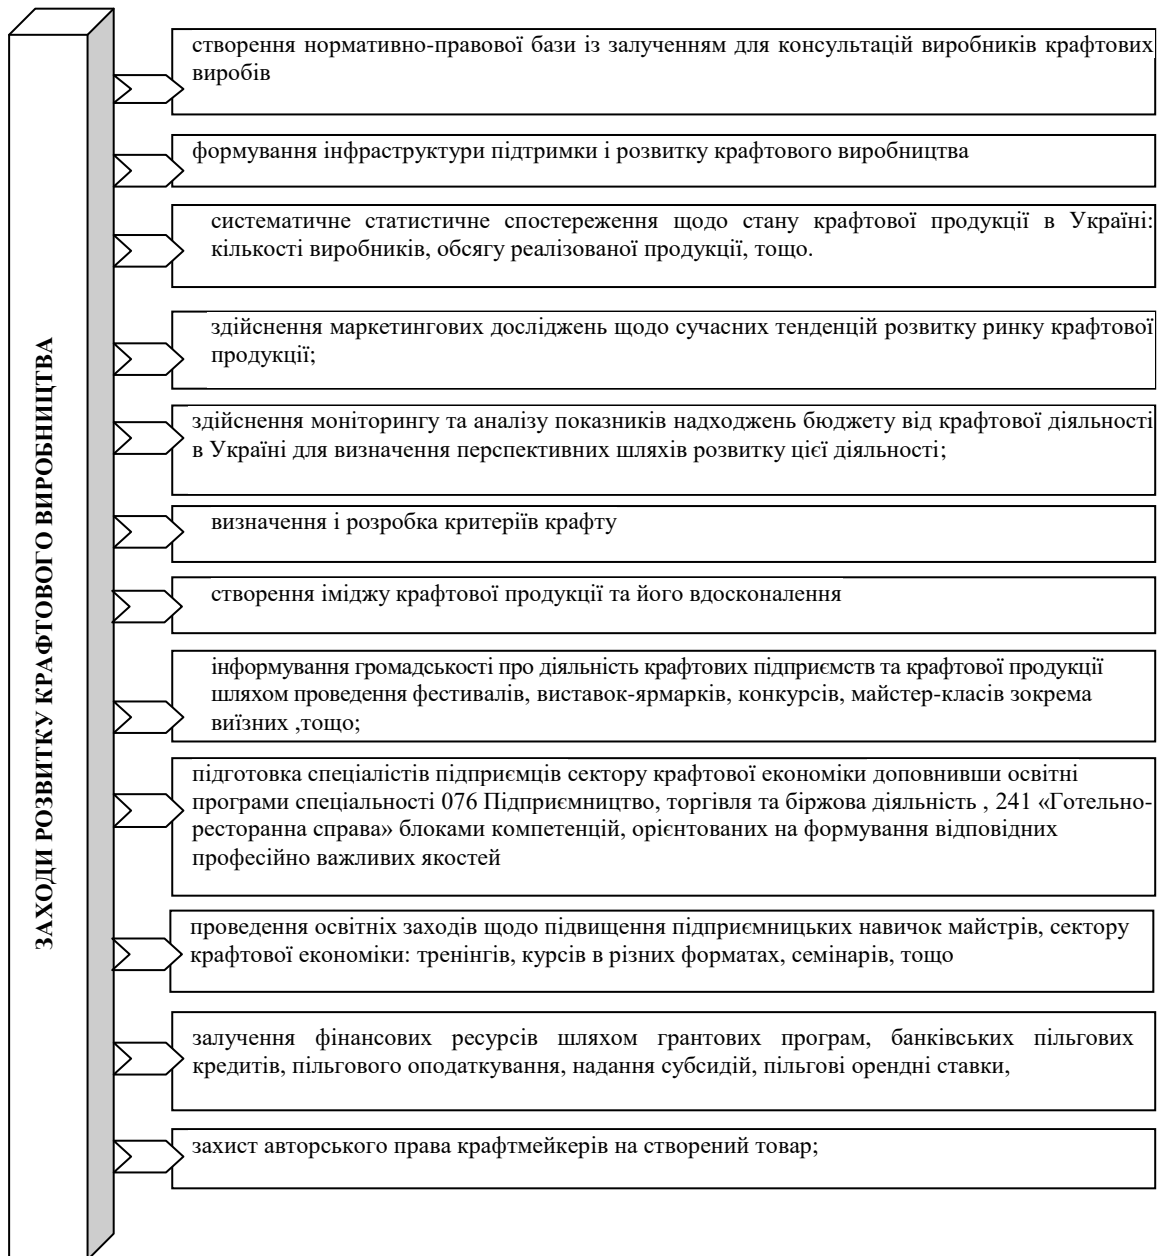 ЗАХОДИ РОЗВИТКУ КРАФТОВОГО ВИРОБНИЦТВА
створення нормативно-правової бази із залученням для консультацій виробників крафтових
виробів
формування інфраструктури підтримки і розвитку крафтового виробництва
систематичне статистичне спостереження щодо стану крафтової продукції в Україні:
кількості виробників, обсягу реалізованої продукції, тощо.
здійснення маркетингових досліджень щодо сучасних тенденцій розвитку ринку крафтової
продукції;
здійснення моніторингу та аналізу показників надходжень бюджету від крафтової діяльності
в Україні для визначення перспективних шляхів розвитку цієї діяльності;
визначення і розробка критеріїв крафту
створення іміджу крафтової продукції та його вдосконалення
інформування громадськості про діяльність крафтових підприємств та крафтової продукції
шляхом проведення фестивалів, виставок-ярмарків, конкурсів, майстер-класів зокрема
виїзних ,тощо;
підготовка спеціалістів підприємців сектору крафтової економіки доповнивши освітні
програми спеціальності 076 Підприємництво, торгівля та біржова діяльність , 241 «Готельно-
ресторанна справа» блоками компетенцій, орієнтованих на формування відповідних
професійно важливих якостей
проведення освітніх заходів щодо підвищення підприємницьких навичок майстрів, сектору
крафтової економіки: тренінгів, курсів в різних форматах, семінарів, тощо
залучення фінансових ресурсів шляхом грантових програм, банківських пільгових
кредитів, пільгового оподаткування, надання субсидій, пільгові орендні ставки,
захист авторського права крафтмейкерів на створений товар;